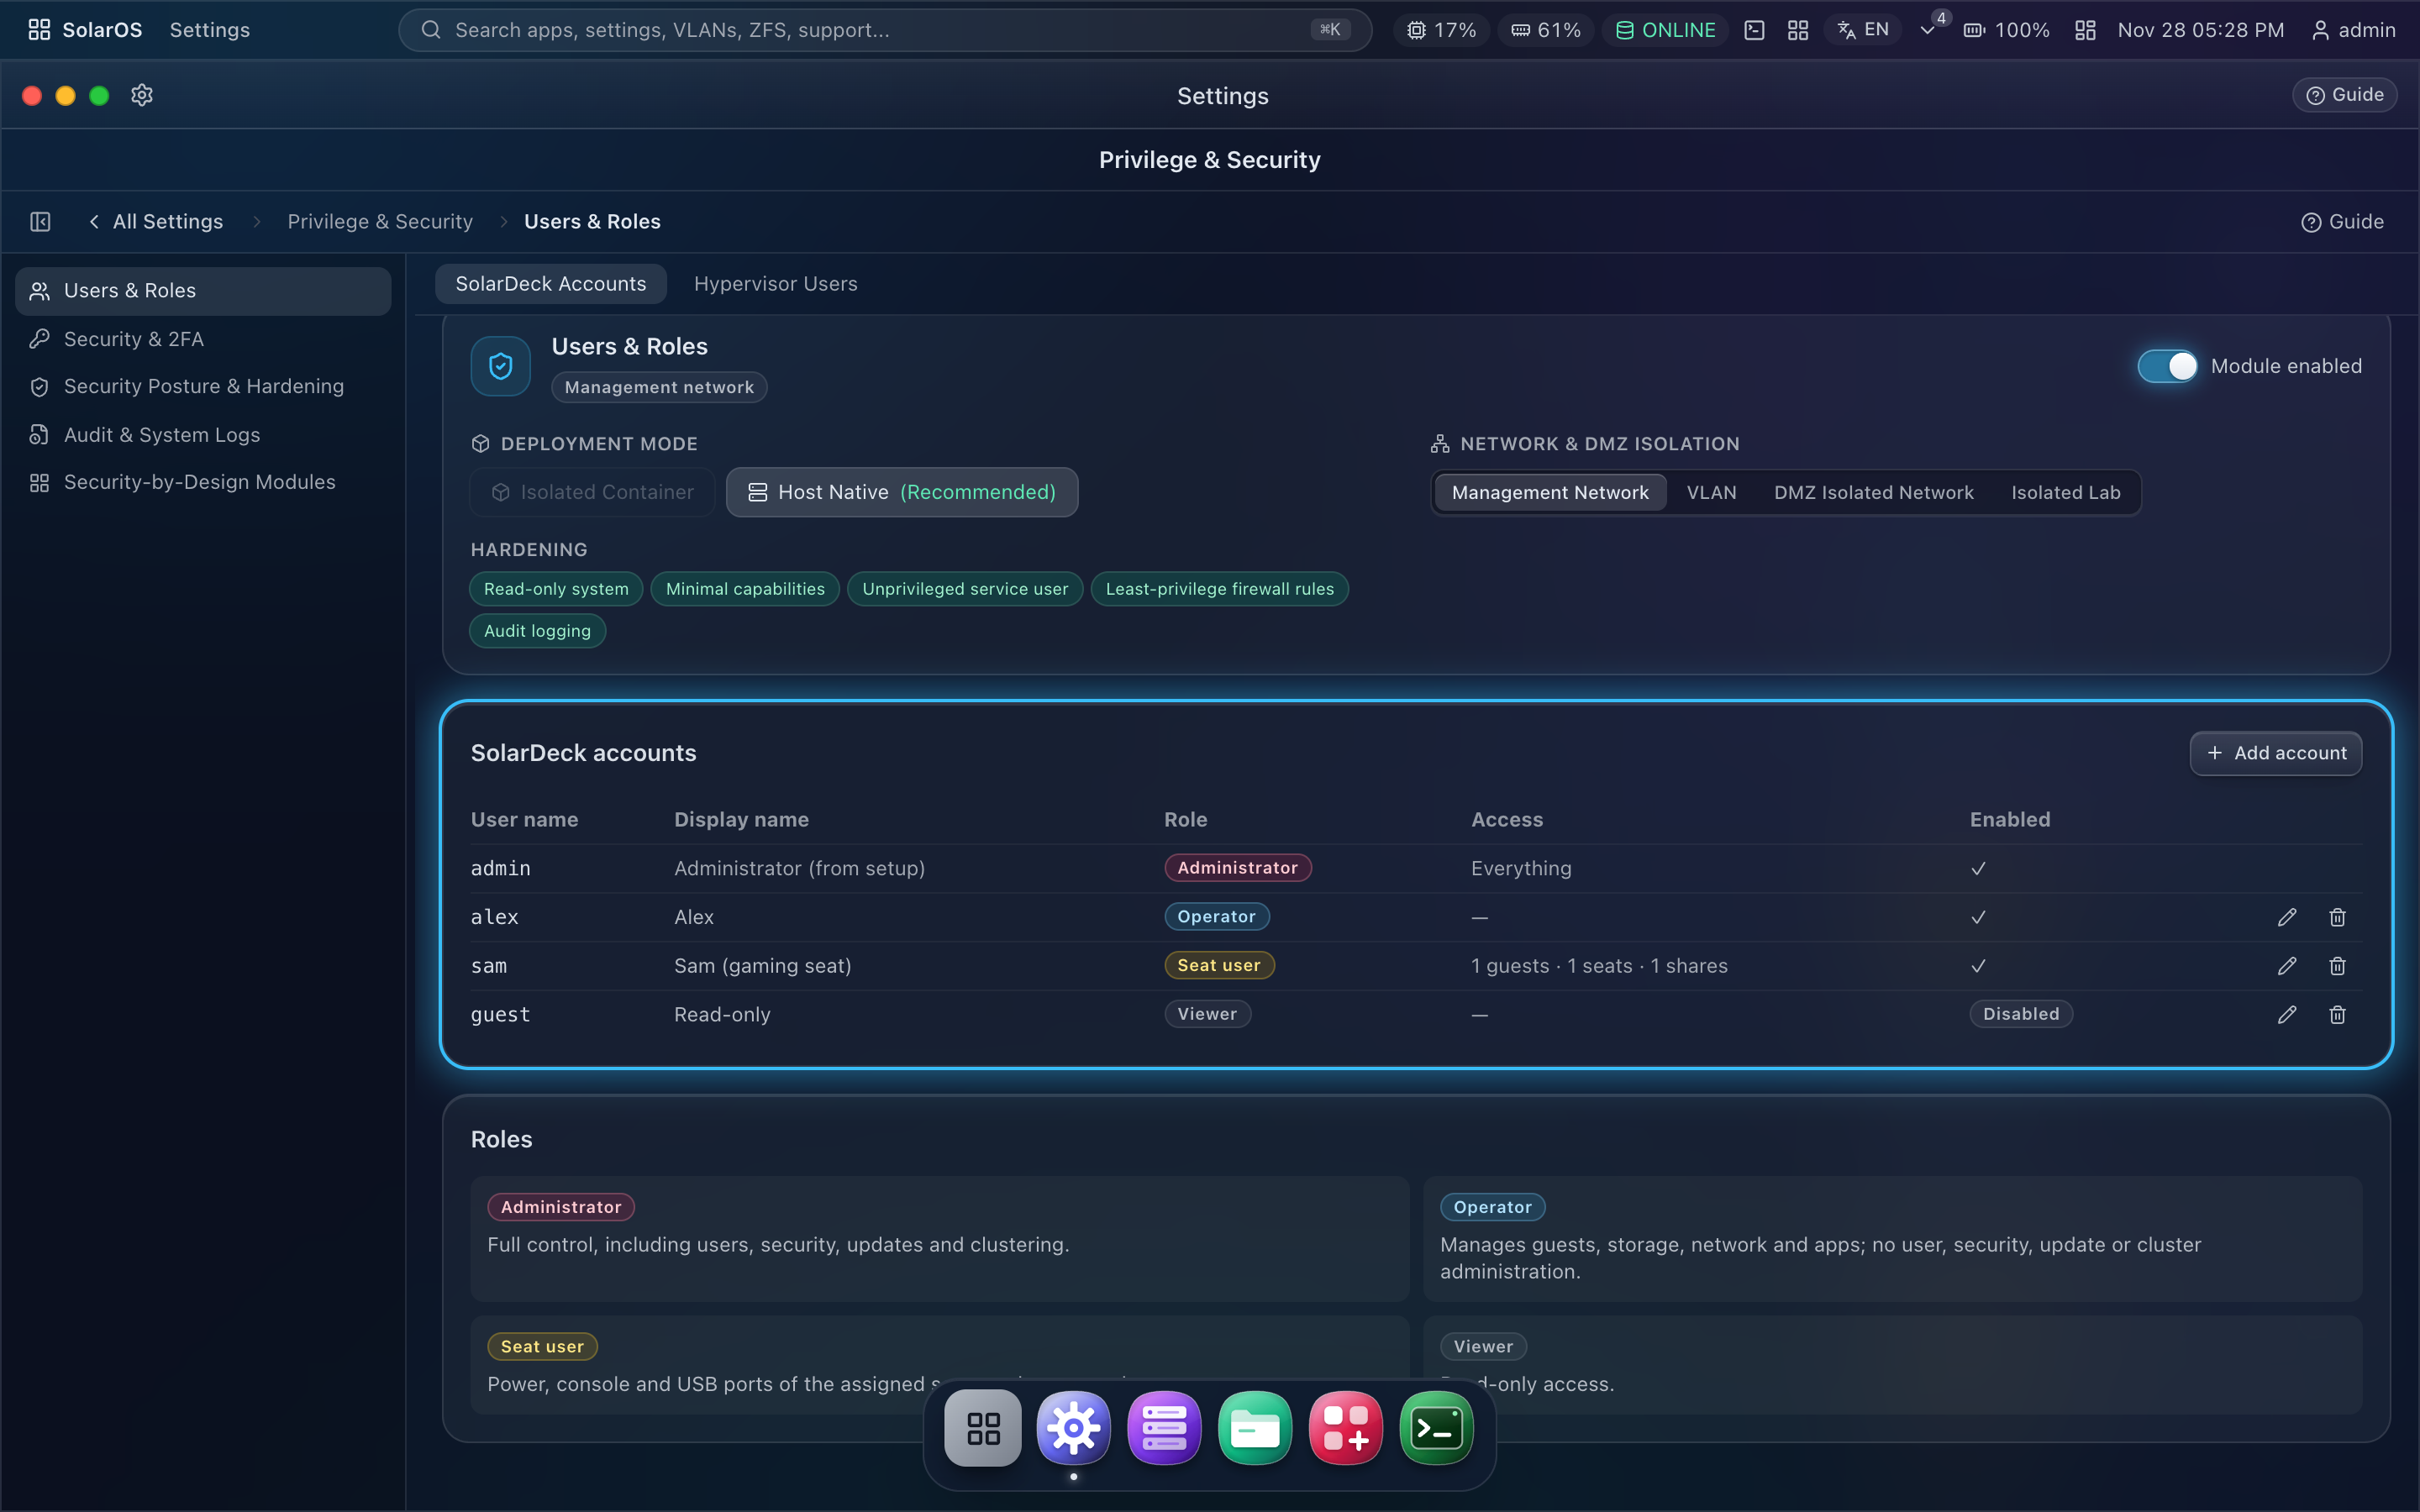 SolarOS Settings Search apps, settings, VLANs, ZFS, support... ⌘K 17% 61% ONLINE EN 4 100% Nov 28 05:28 PM admin
Settings Guide
Privilege & Security
All Settings Privilege & Security Users & Roles Guide
Users & Roles
Security & 2FA
Security Posture & Hardening
Audit & System Logs
Security-by-Design Modules
SolarDeck Accounts Hypervisor Users
Users & Roles
Management network
Module enabled
DEPLOYMENT MODE
Isolated Container Host Native (Recommended)
NETWORK & DMZ ISOLATION
Management Network VLAN DMZ Isolated Network Isolated Lab
HARDENING
Read-only system Minimal capabilities Unprivileged service user Least-privilege firewall rules
Audit logging
SolarDeck accounts + Add account
User name Display name Role Access Enabled
admin Administrator (from setup) Administrator Everything ✓
alex Alex Operator — ✓
sam Sam (gaming seat) Seat user 1 guests · 1 seats · 1 shares ✓
guest Read-only Viewer — Disabled
Roles
Administrator
Full control, including users, security, updates and clustering.
Operator
Manages guests, storage, network and apps; no user, security, update or cluster
administration.
Seat user
Power, console and USB ports of the assigned
Viewer
access.